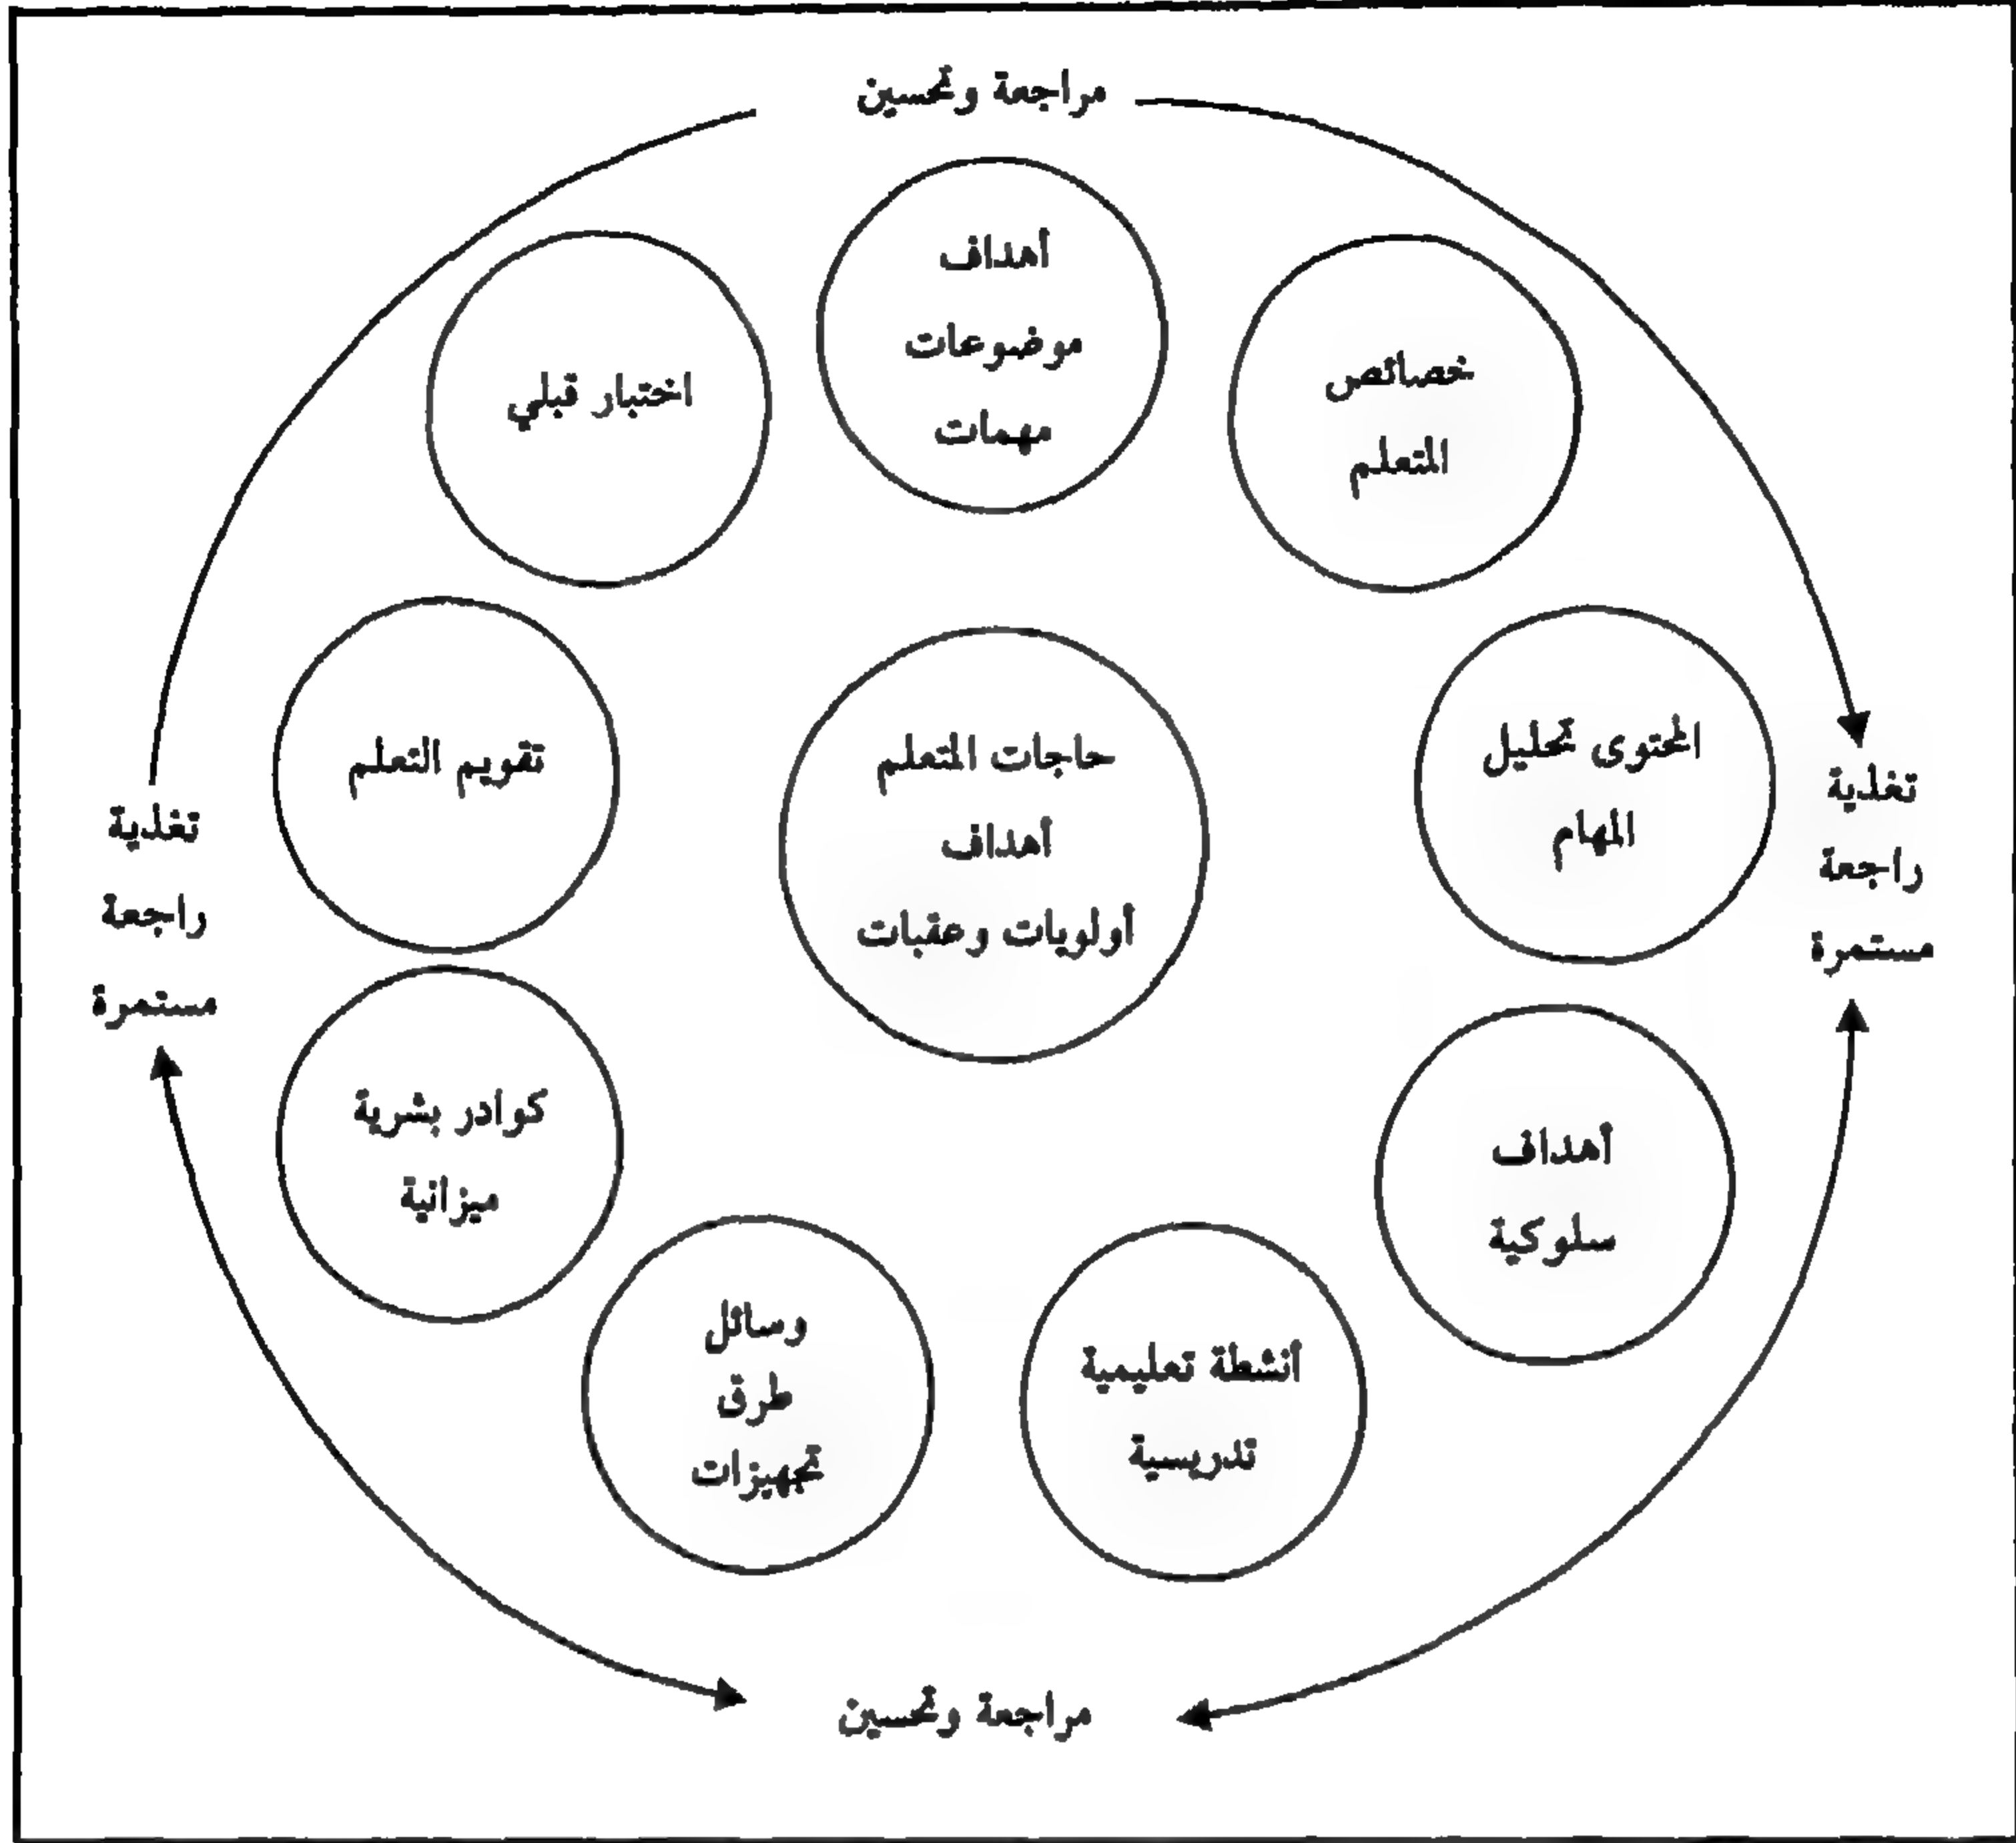 مراجعة وتحسين
أهداف
موضوعات
مهمات
خصائص
المتعلم
اختبار قبلي
المحتوى تحليل
المهام
تغذية
راجعة
مستمرة
حاجات المتعلم
أهداف
أولويات وعقبات
تقويم التعلم
تغذية
راجعة
مستمرة
أهداف
سلوكية
كوادر بشرية
ميزانية
أنشطة تعليمية
تدريسية
وسائل
طرق
تجهيزات
مراجعة وتحسين